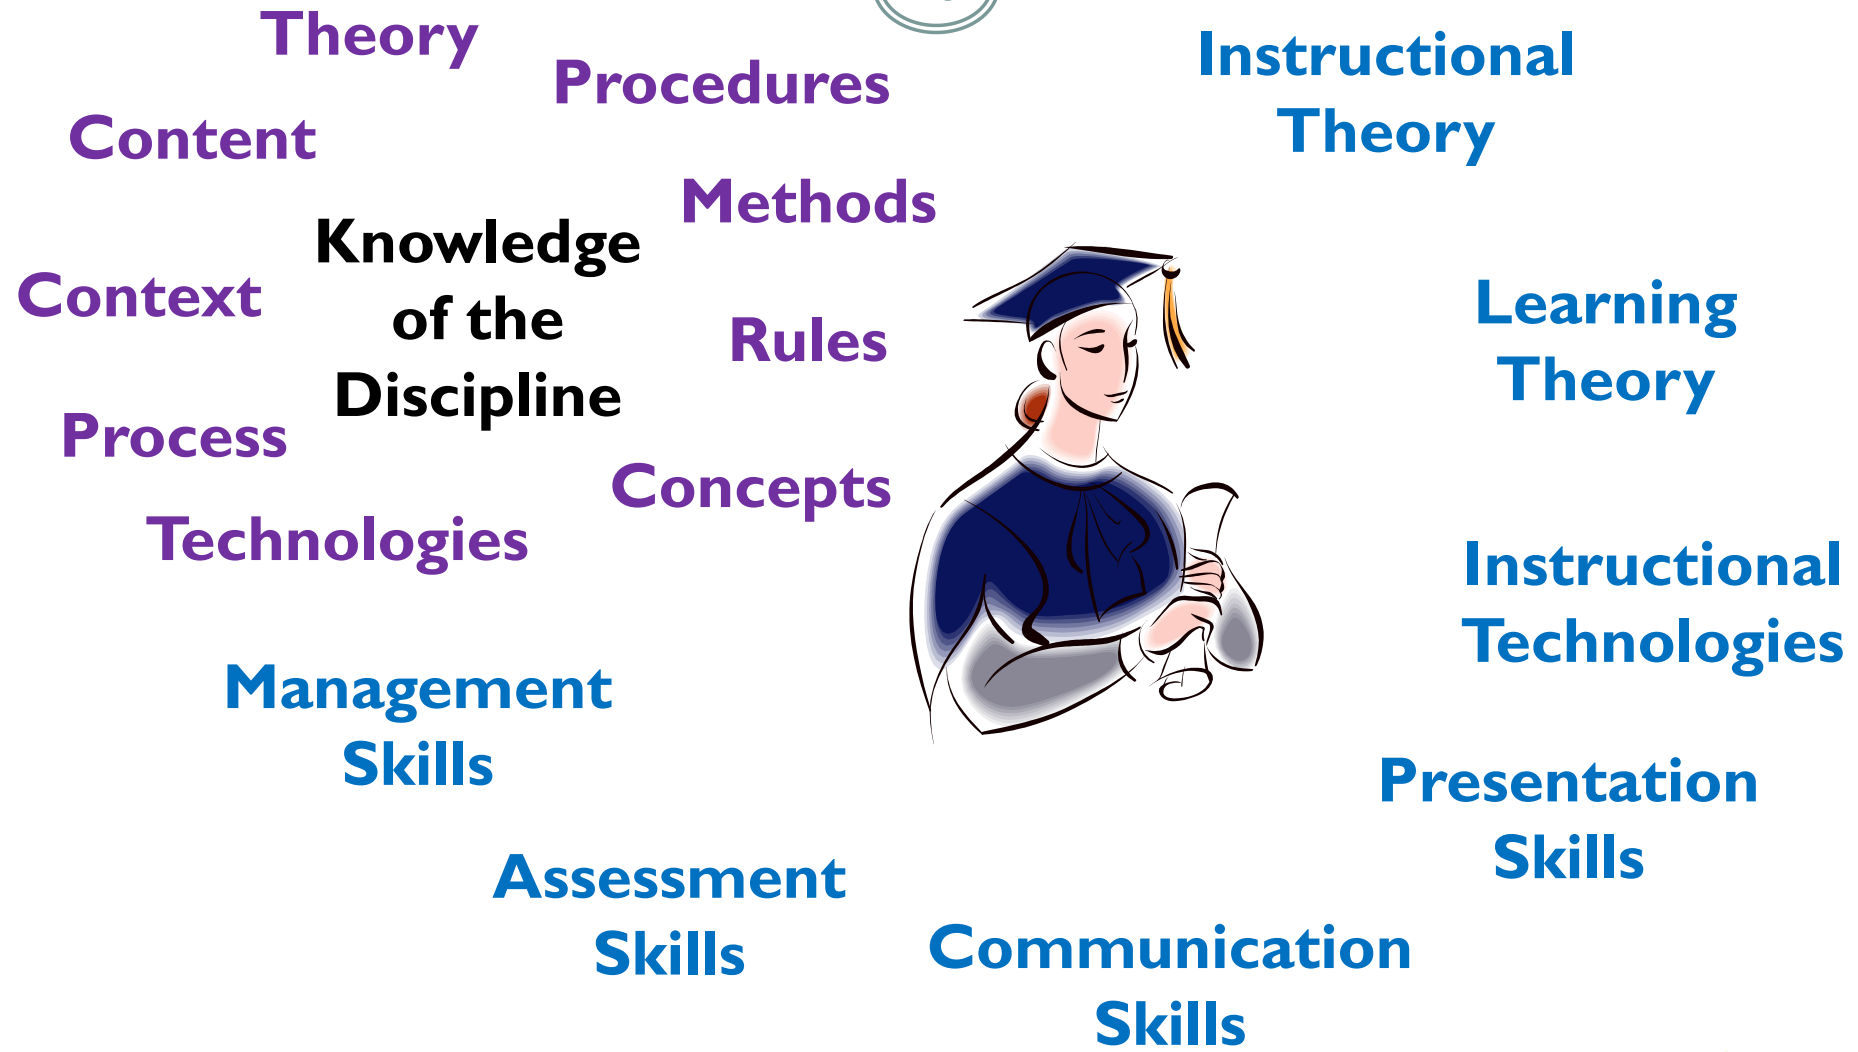 Theory
Procedures
Content
Methods
Knowledge
of the
Discipline
Context
Rules
Process
Concepts
Technologies
Instructional
Theory
Learning
Theory
Instructional
Technologies
Management
Skills
Presentation
Skills
Assessment
Skills
Communication
Skills